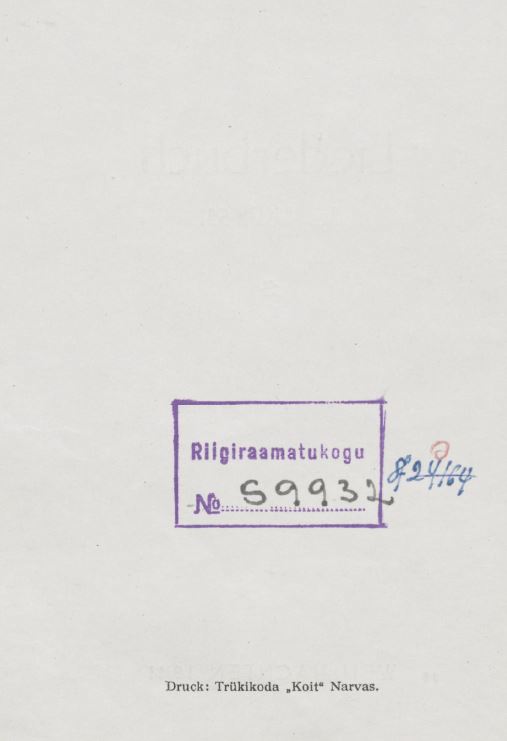 Riigiraamatukogu
№ 59932
Druck: Trükikoda „Koit“ Narvas.